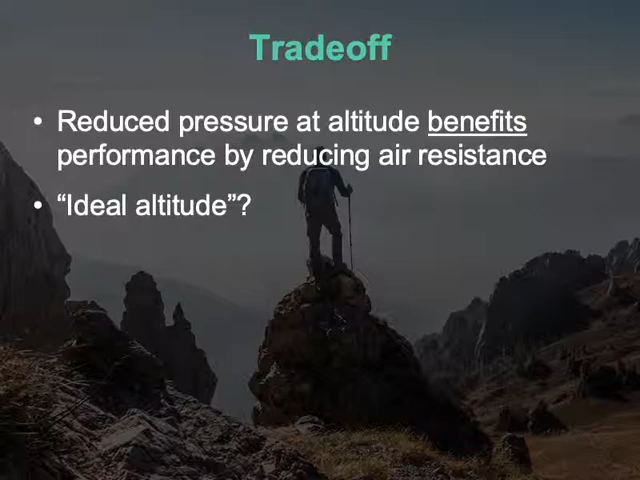 Tradeoff
• Reduced pressure at altitude benefits
performance by reducing air resistance
• “Ideal altitude”?